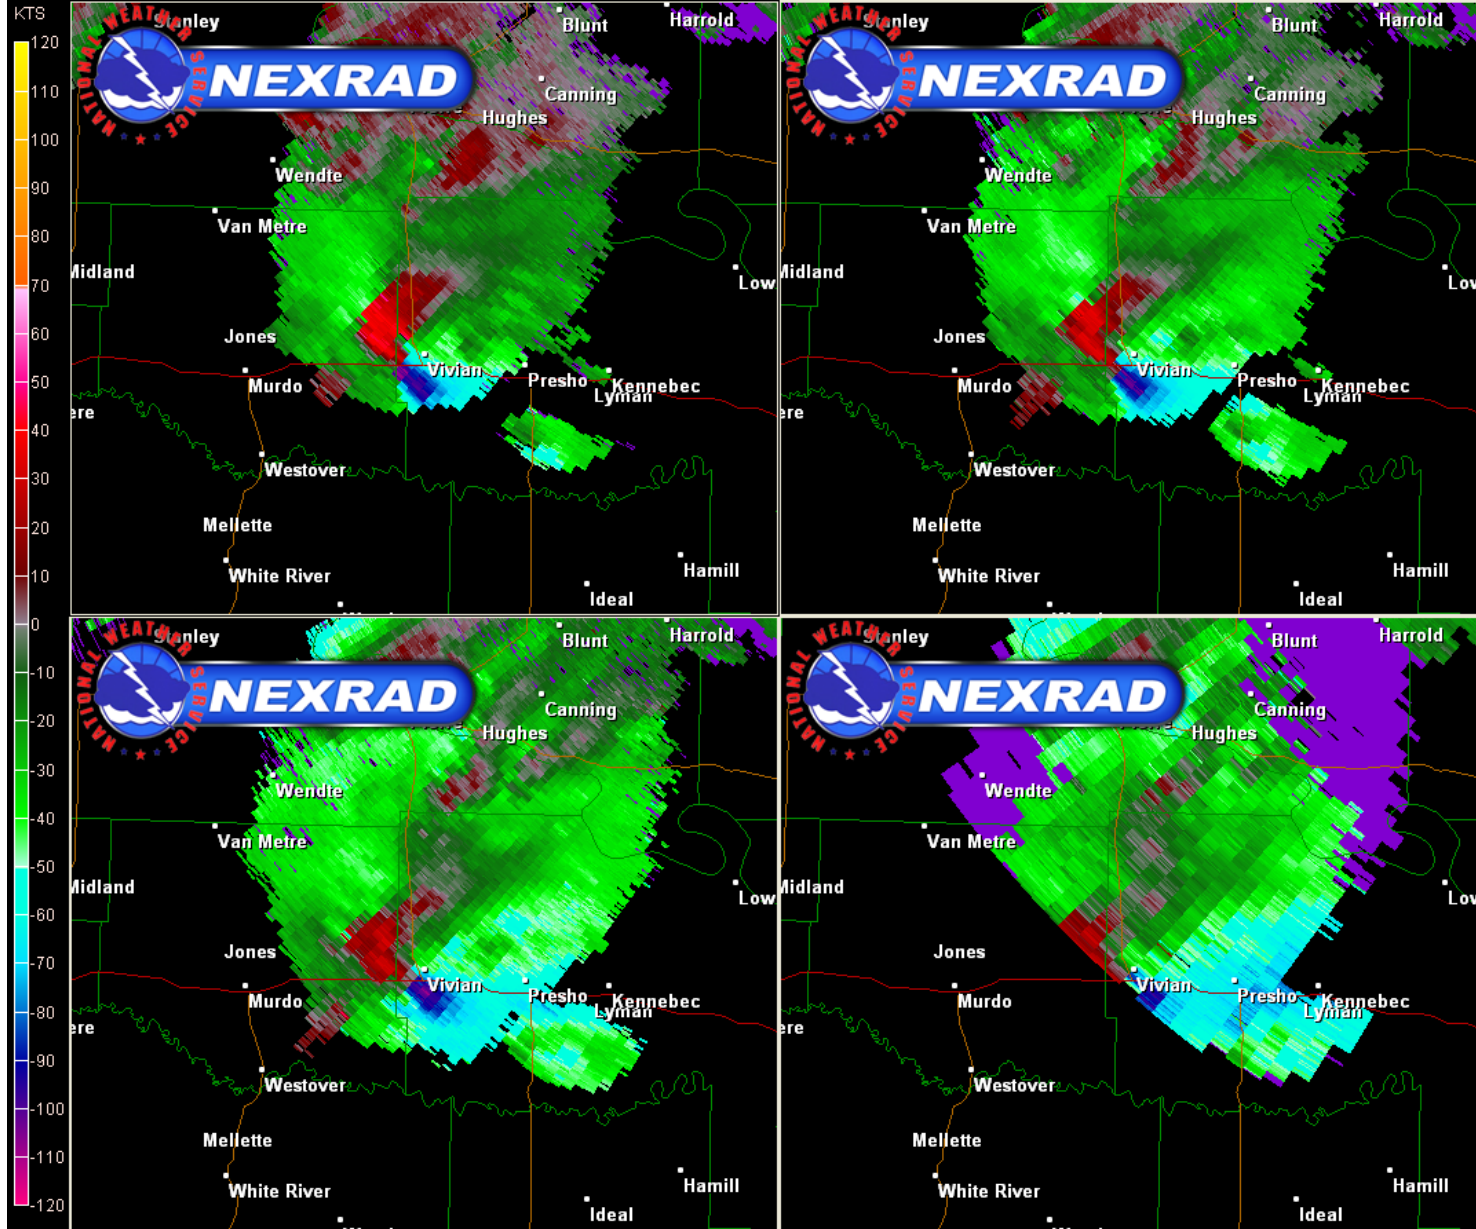 KTS
120
110
100
90
80
70
60
50
40
30
20
10
0
-10
-20
-30
-40
-50
-60
-70
-80
-90
-100
-110
-120
Stanley
Blunt
Harrold
NATIONAL WEATHER SERVICE
NEXRAD
Canning
Hughes
Wendte
Van Metre
Midland
Low
Jones
Vivian
Murdo
Presho
Kennebec
Lyman
ere
Westover
Mellette
White River
Hamill
Ideal
Stanley
Blunt
Harrold
NATIONAL WEATHER SERVICE
NEXRAD
Canning
Hughes
Wendte
Van Metre
Midland
Lov
Jones
Vivian
Murdo
Presho
Kennebec
Lyman
ere
Westover
Mellette
White River
Hamill
Ideal
Stanley
Blunt
Harrold
NATIONAL WEATHER SERVICE
NEXRAD
Canning
Hughes
Wendte
Van Metre
Midland
Low
Jones
Vivian
Murdo
Presho
Kennebec
Lyman
ere
Westover
Mellette
White River
Hamill
Ideal
Stanley
Blunt
Harrold
NATIONAL WEATHER SERVICE
NEXRAD
Canning
Hughes
Wendte
Van Metre
Midland
Lov
Jones
Vivian
Murdo
Presho
Kennebec
Lyman
ere
Westover
Mellette
White River
Hamill
Ideal